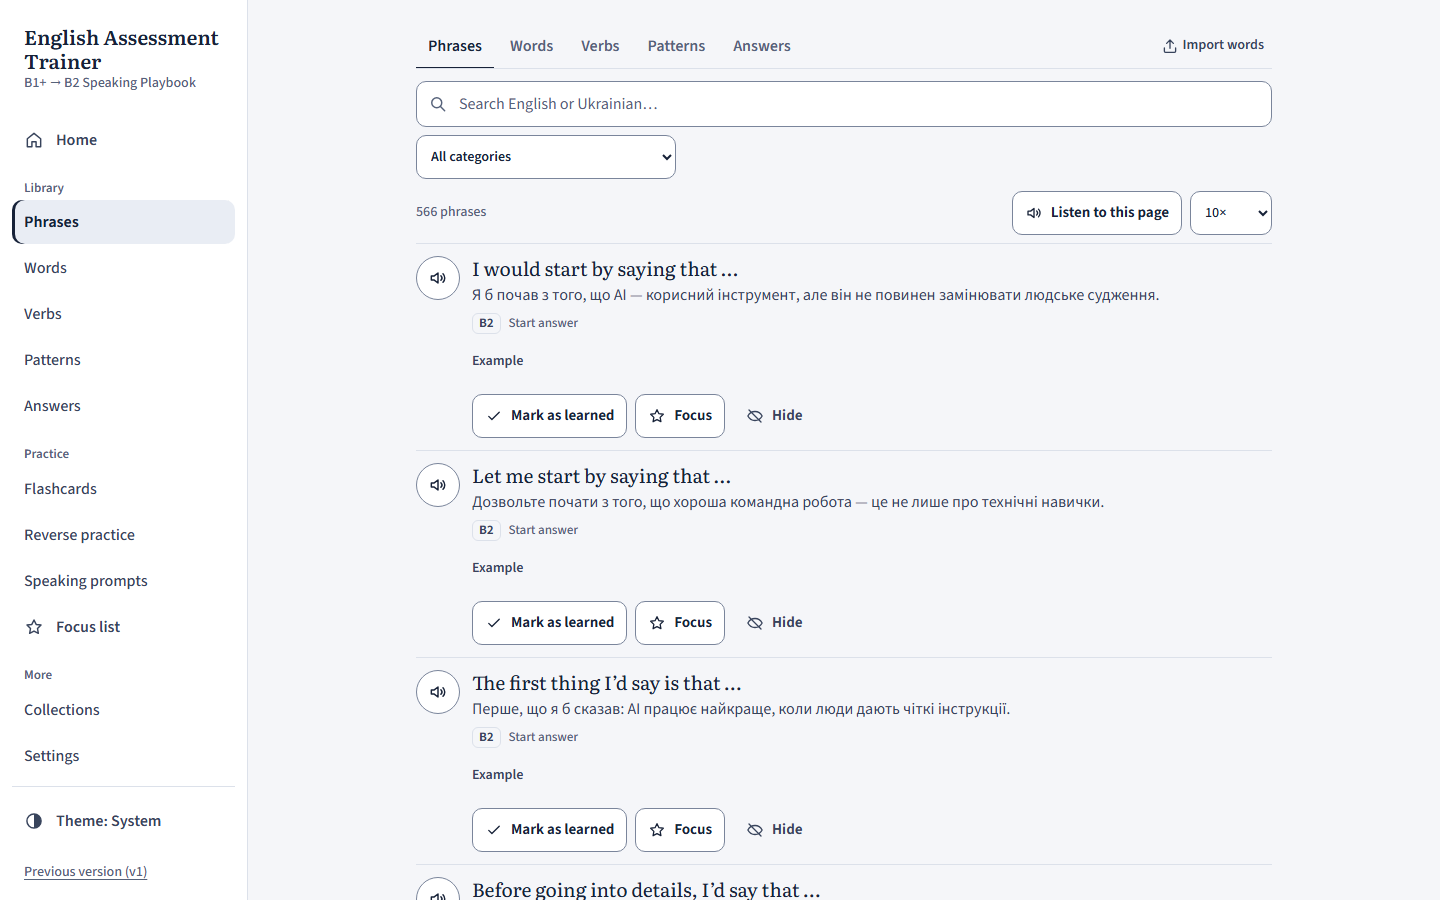 English Assessment
Trainer
B1+ → B2 Speaking Playbook
Home
Library
Phrases
Words
Verbs
Patterns
Answers
Practice
Flashcards
Reverse practice
Speaking prompts
Focus list
More
Collections
Settings
Theme: System
Previous version (v1)
Phrases Words Verbs Patterns Answers Import words
Search English or Ukrainian…
All categories
566 phrases Listen to this page 10×
I would start by saying that …
Я б почав з того, що AI — корисний інструмент, але він не повинен замінювати людське судження.
B2 Start answer
Example
Mark as learned Focus Hide
Let me start by saying that …
Дозвольте почати з того, що хороша командна робота — це не лише про технічні навички.
B2 Start answer
Example
Mark as learned Focus Hide
The first thing I’d say is that …
Перше, що я б сказав: AI працює найкраще, коли люди дають чіткі інструкції.
B2 Start answer
Example
Mark as learned Focus Hide
Before going into details, I’d say that …